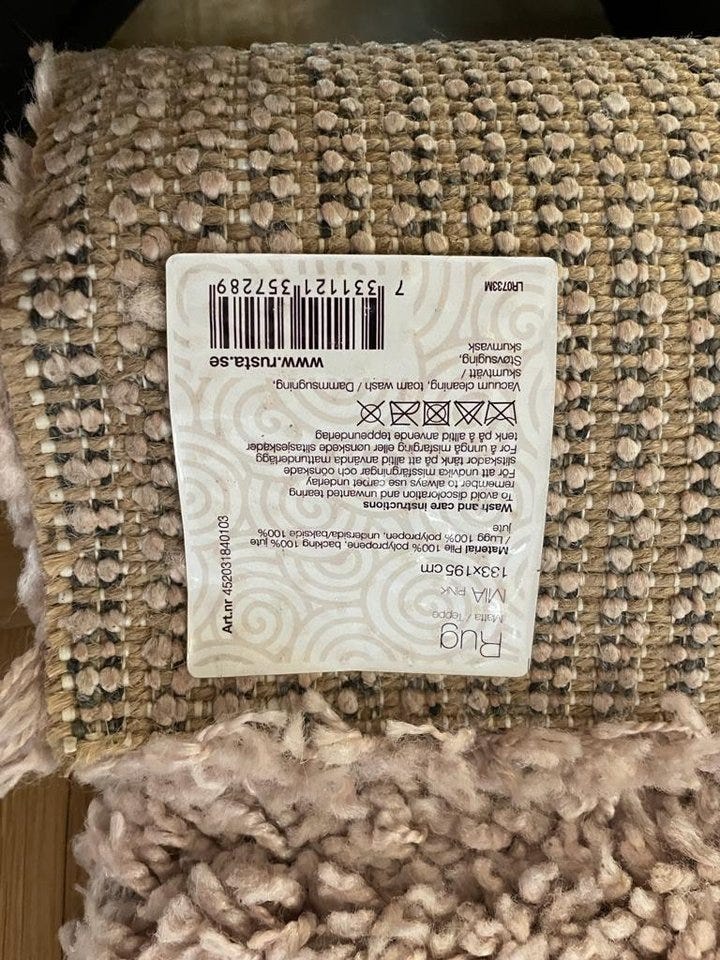 Rug
Matta / Teppe
MIA PINK
133x195 cm
Material Pile 100% polypropene, backing 100% jute
/ Lugg 100% polypropen, undersida/bakside 100%
jute
Wash and care instructions
To avoid discoloration and unwanted tearing
remember to always use carpet underlay
För att undvika missfärgningar och oönskade
slitskador tänk på att alltid använda mattunderlägg
For å unngå misfarging eller uønskede slitasjeskader
tenk på å alltid anvende teppeunderlag
Vacuum cleaning, foam wash / Dammsugning,
skumtvätt /
Støvsuging,
skumvask
www.rusta.se
7 331121 357289
LR0733M
Art.nr 452031840103